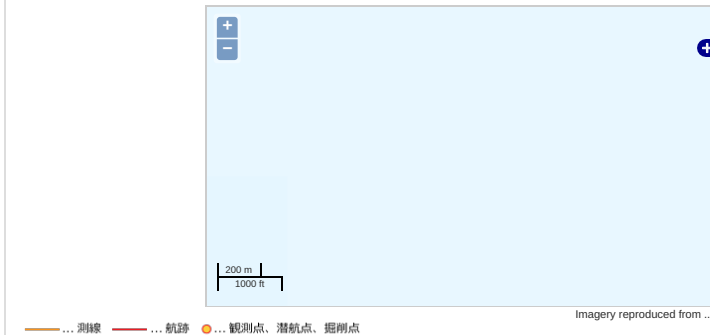 +
−
200 m
1000 ft
Imagery reproduced from ..
... 測線 ... 航跡 ... 観測点、潜航点、掘削点